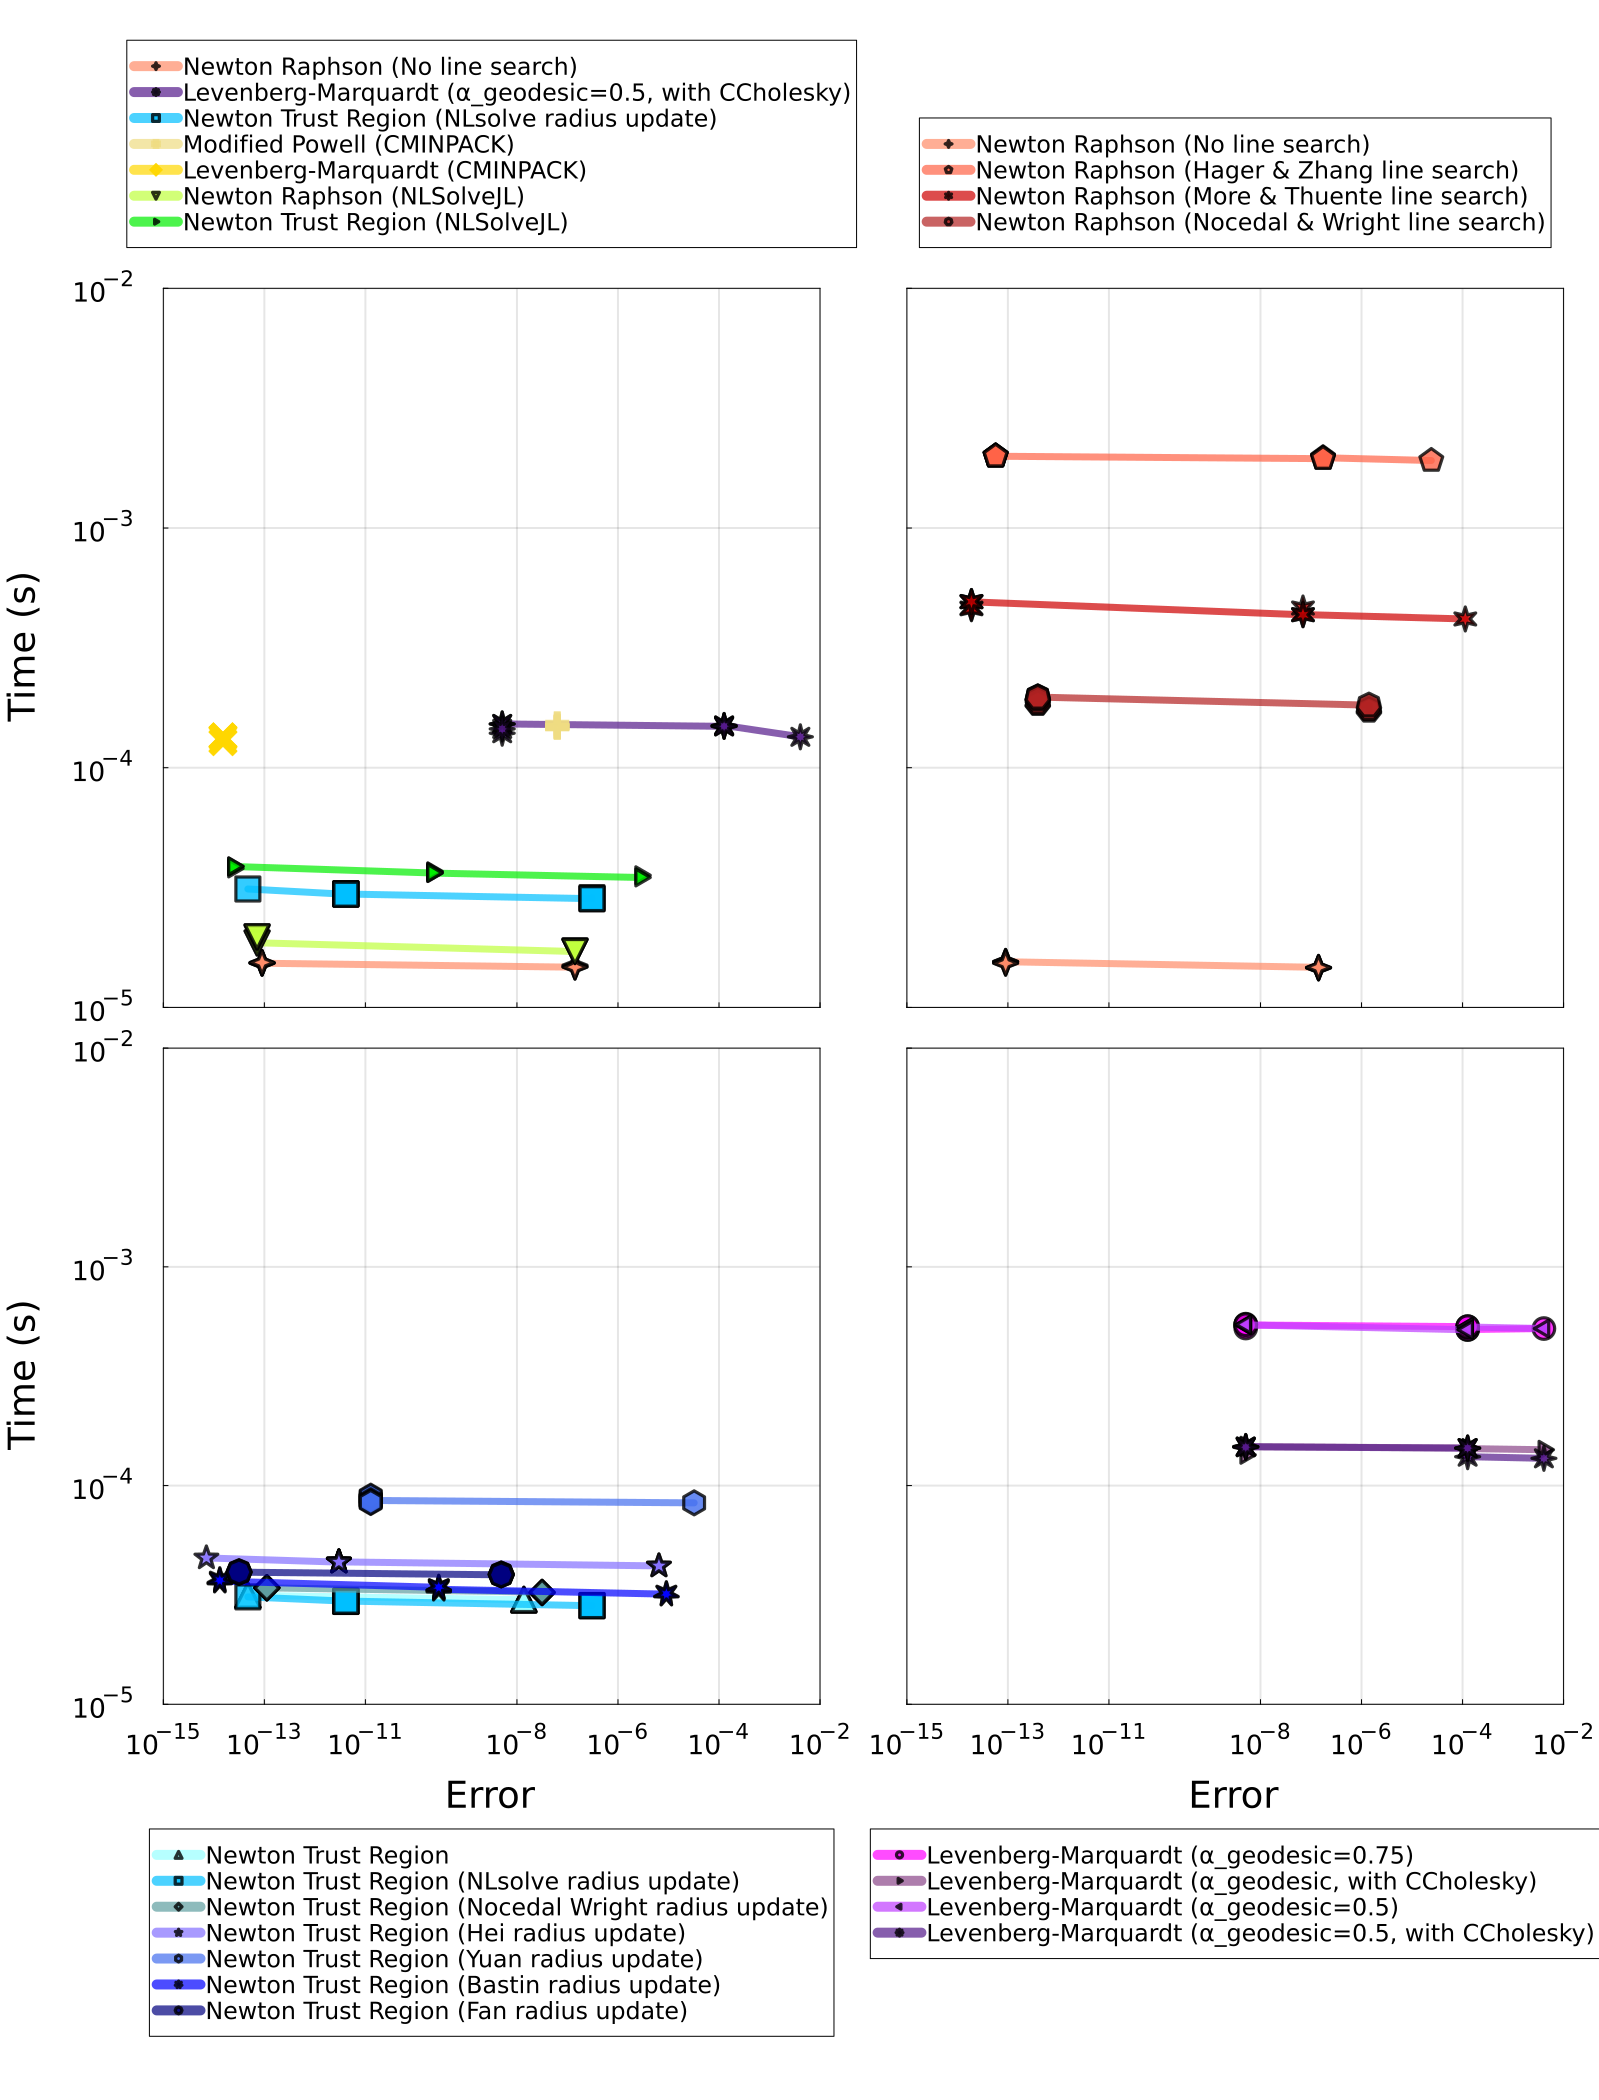 Newton Raphson (No line search)
Levenberg-Marquardt (α_geodesic=0.5, with CCholesky)
Newton Trust Region (NLsolve radius update)
Modified Powell (CMINPACK)
Levenberg-Marquardt (CMINPACK)
Newton Raphson (NLSolveJL)
Newton Trust Region (NLSolveJL)
Newton Raphson (No line search)
Newton Raphson (Hager & Zhang line search)
Newton Raphson (More & Thuente line search)
Newton Raphson (Nocedal & Wright line search)
10⁻²
10⁻³
10⁻⁴
10⁻⁵
Time (s)
10⁻²
10⁻³
10⁻⁴
10⁻⁵
Time (s)
10⁻¹⁵ 10⁻¹³ 10⁻¹¹ 10⁻⁸ 10⁻⁶ 10⁻⁴ 10⁻²
Error
10⁻¹⁵ 10⁻¹³ 10⁻¹¹ 10⁻⁸ 10⁻⁶ 10⁻⁴ 10⁻²
Error
Newton Trust Region
Newton Trust Region (NLsolve radius update)
Newton Trust Region (Nocedal Wright radius update)
Newton Trust Region (Hei radius update)
Newton Trust Region (Yuan radius update)
Newton Trust Region (Bastin radius update)
Newton Trust Region (Fan radius update)
Levenberg-Marquardt (α_geodesic=0.75)
Levenberg-Marquardt (α_geodesic, with CCholesky)
Levenberg-Marquardt (α_geodesic=0.5)
Levenberg-Marquardt (α_geodesic=0.5, with CCholesky)